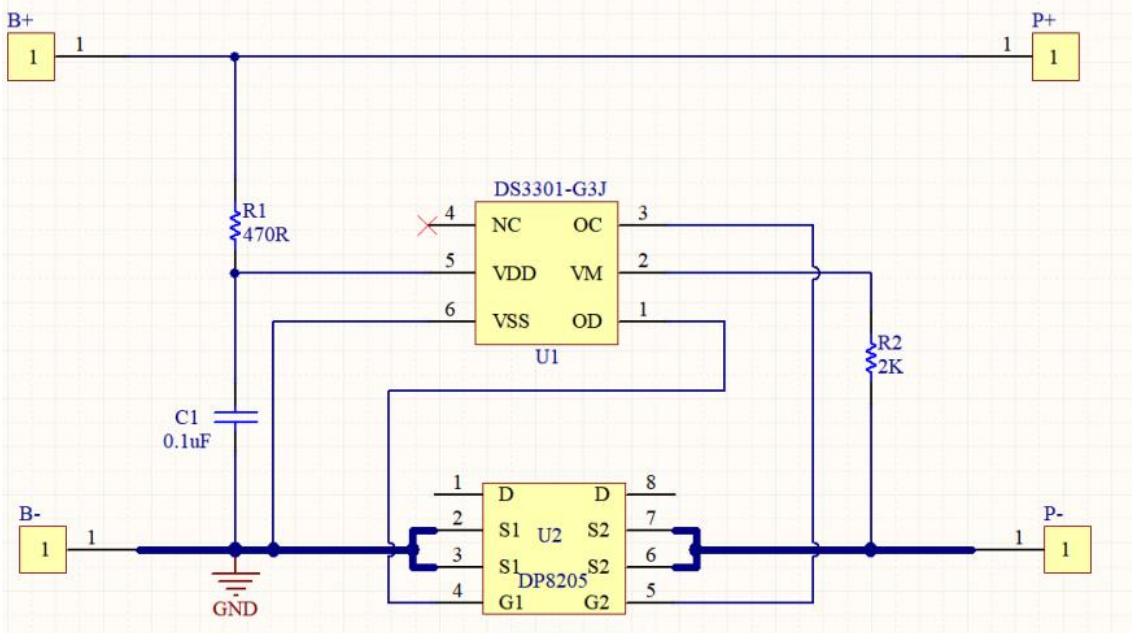 B+
1
1
P+
1
1
DS3301-G3J
R1
470R
4
NC
OC
3
5
VDD
VM
2
6
VSS
OD
1
U1
R2
2K
C1
0.1uF
B-
1
1
GND
1
D
D
8
2
S1
U2
S2
7
3
S1
S2
6
DP8205
4
G1
G2
5
P-
1
1